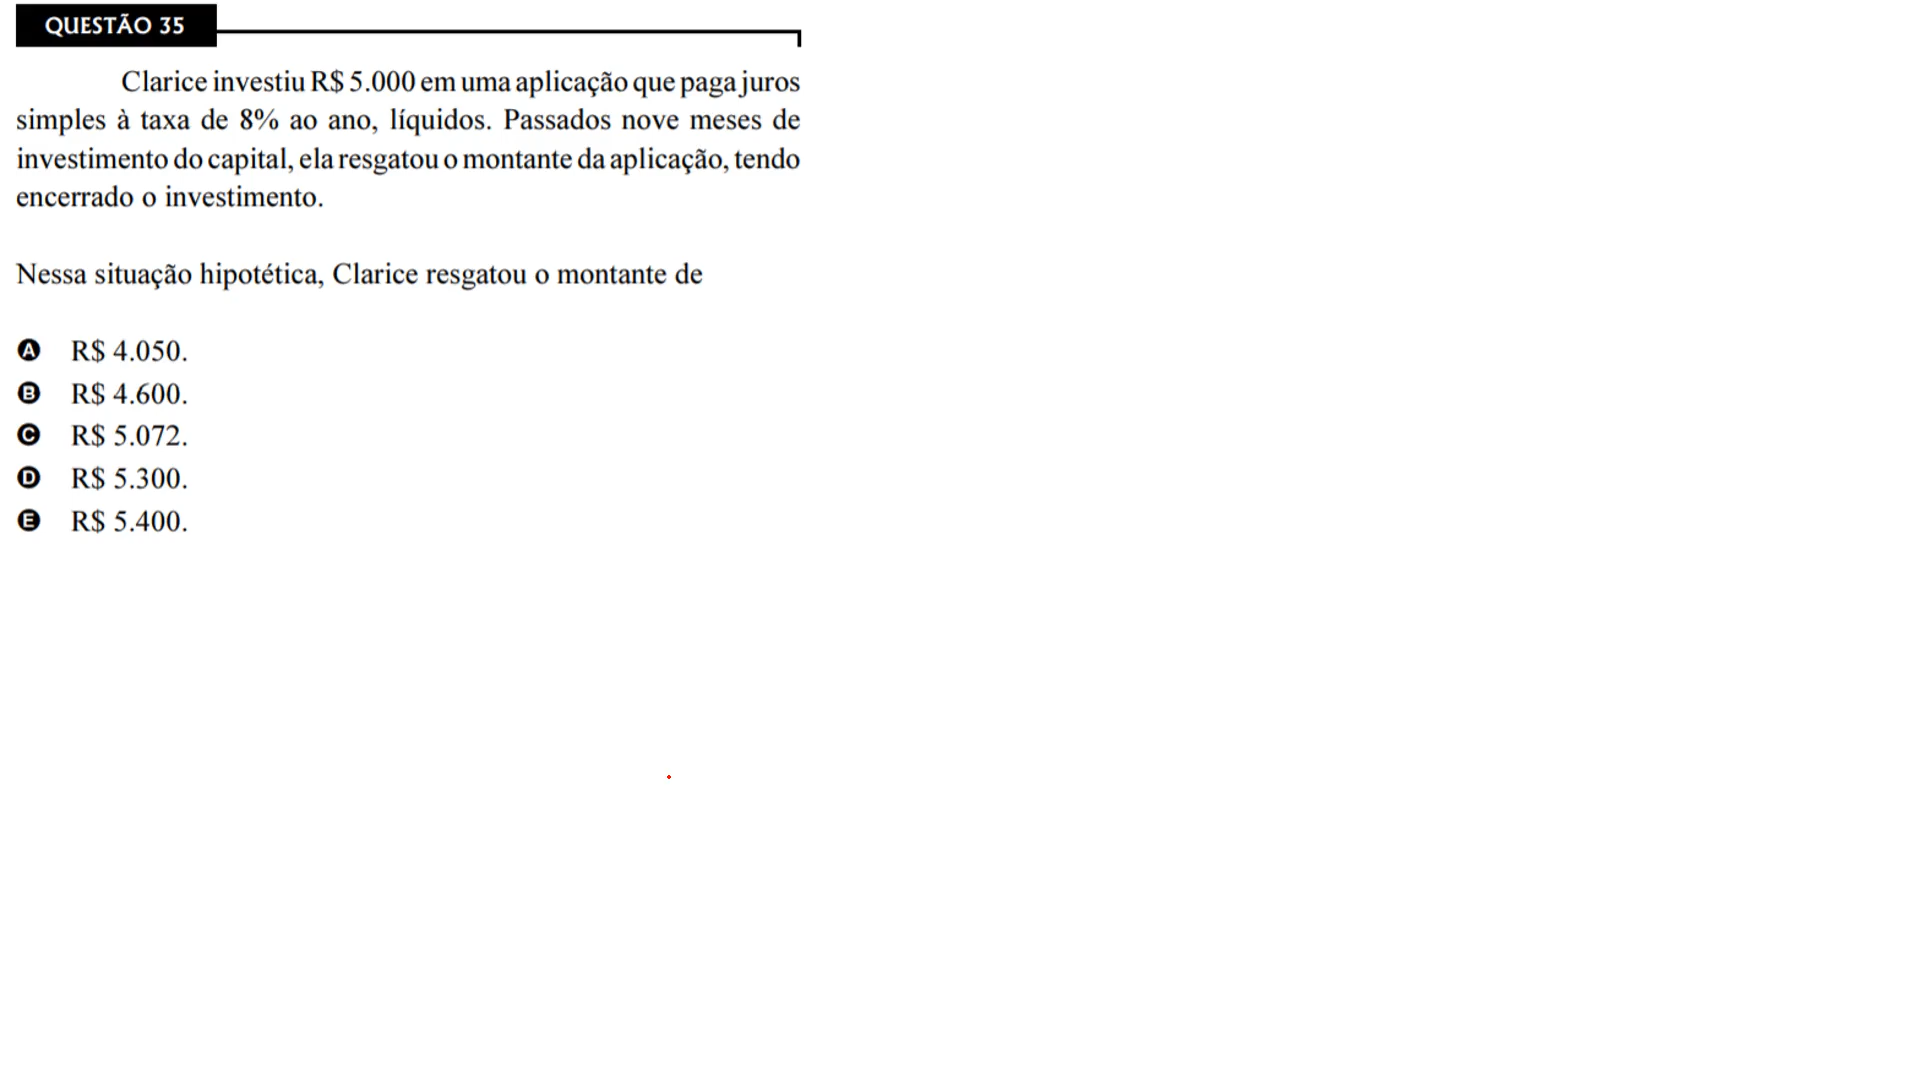 QUESTÃO 35
Clarice investiu R$ 5.000 em uma aplicação que paga juros
simples à taxa de 8% ao ano, líquidos. Passados nove meses de
investimento do capital, ela resgatou o montante da aplicação, tendo
encerrado o investimento.
Nessa situação hipotética, Clarice resgatou o montante de
A R$ 4.050.
B R$ 4.600.
C R$ 5.072.
D R$ 5.300.
E R$ 5.400.